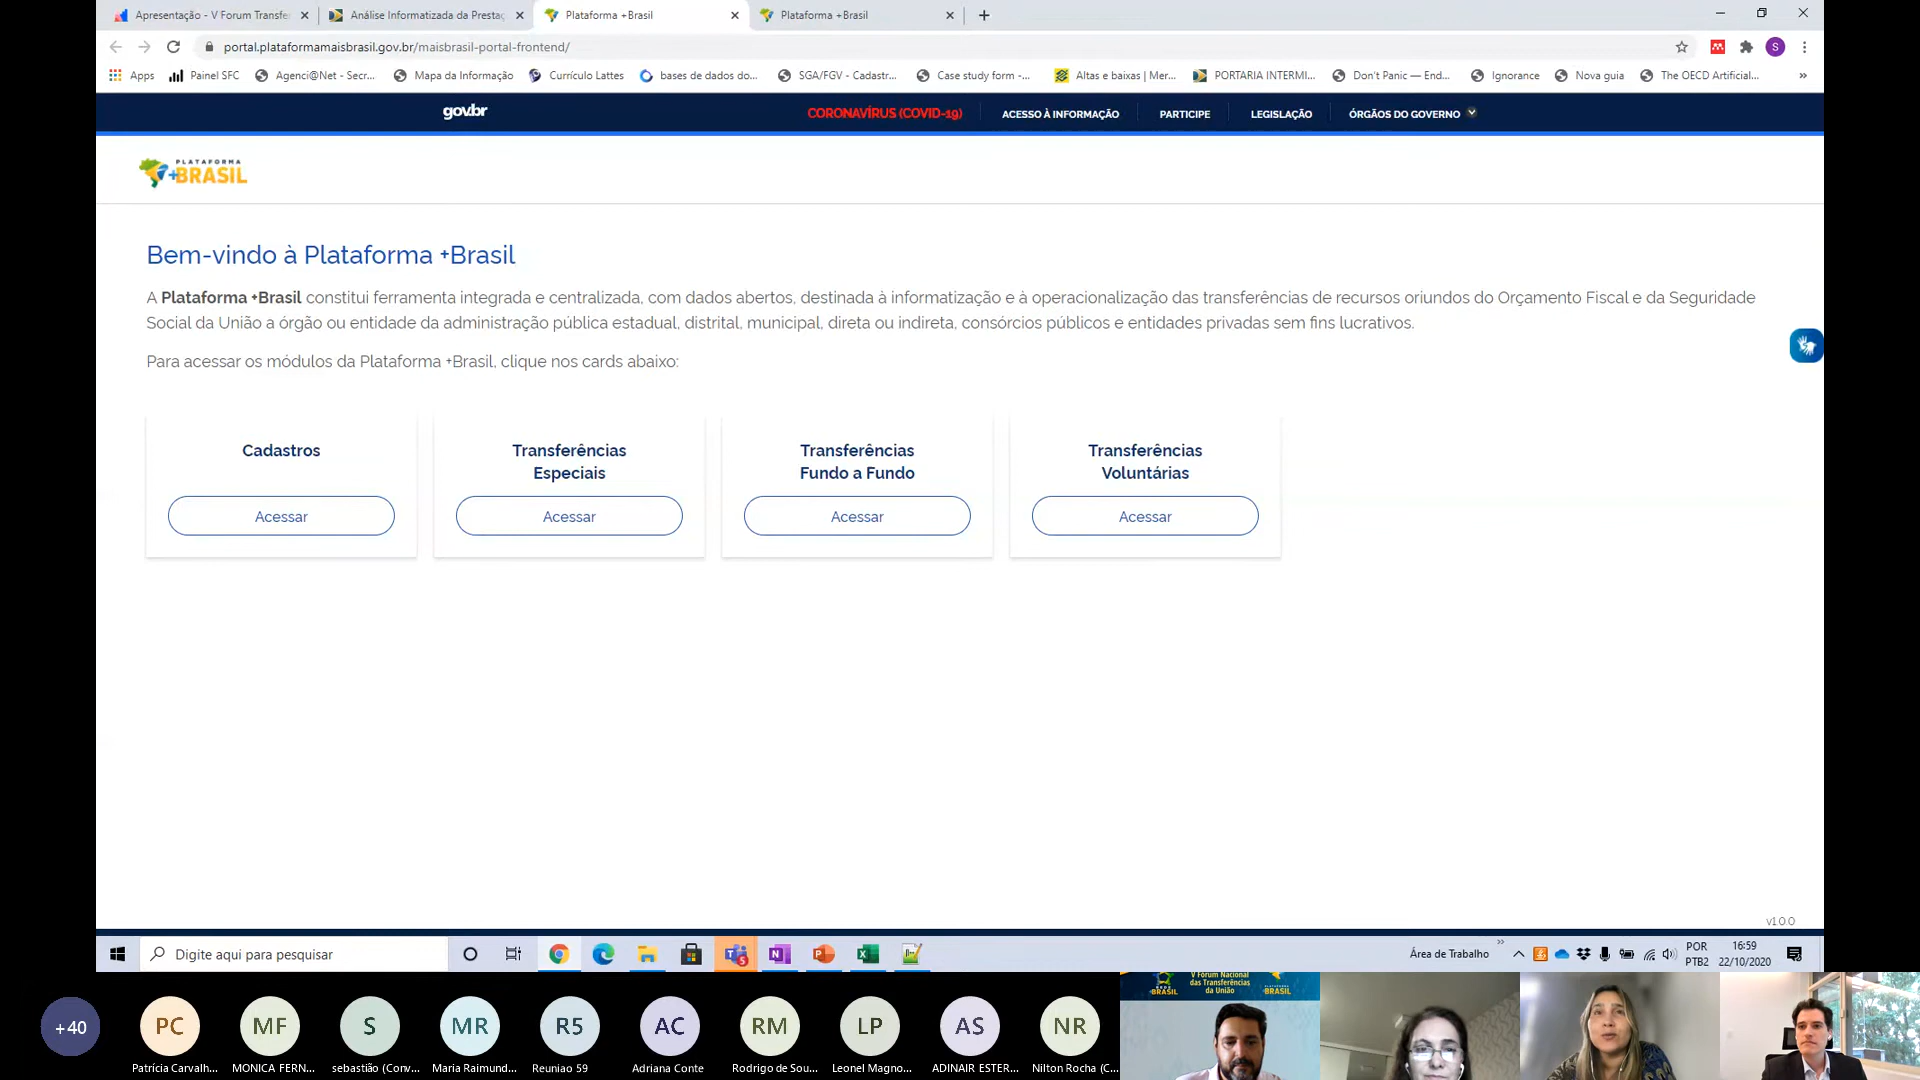 Apresentação - V Forum Transfe
Análise Informatizada da Prestaç
Plataforma +Brasil
Plataforma +Brasil
portal.plataformamaisbrasil.gov.br/maisbrasil-portal-frontend/
S
Apps
Painel SFC
Agenci@Net - Secr...
Mapa da Informação
Currículo Lattes
bases de dados do...
SGA/FGV - Cadastr...
Case study form -...
Altas e baixas | Mer...
PORTARIA INTERMI...
Don't Panic — End...
Ignorance
Nova guia
The OECD Artificial...
gov.br
CORONAVÍRUS (COVID-19)
ACESSO À INFORMAÇÃO
PARTICIPE
LEGISLAÇÃO
ÓRGÃOS DO GOVERNO
PLATAFORMA
+BRASIL
Bem-vindo à Plataforma +Brasil
A Plataforma +Brasil constitui ferramenta integrada e centralizada, com dados abertos, destinada à informatização e à operacionalização das transferências de recursos oriundos do Orçamento Fiscal e da Seguridade
Social da União a órgão ou entidade da administração pública estadual, distrital, municipal, direta ou indireta, consórcios públicos e entidades privadas sem fins lucrativos.
Para acessar os módulos da Plataforma +Brasil, clique nos cards abaixo:
Cadastros
Acessar
Transferências
Especiais
Acessar
Transferências
Fundo a Fundo
Acessar
Transferências
Voluntárias
Acessar
v1.0.0
Digite aqui para pesquisar
5
Área de Trabalho
POR
PTB2
16:59
22/10/2020
+40
PC
Patrícia Carvalh...
MF
MONICA FERN...
S
sebastião (Conv...
MR
Maria Raimund...
R5
Reuniao 59
AC
Adriana Conte
RM
Rodrigo de Sou...
LP
Leonel Magno...
AS
ADINAIR ESTER...
NR
Nilton Rocha (C...
V Fórum Nacional
das Transferências
da União
BRASIL
BRASIL